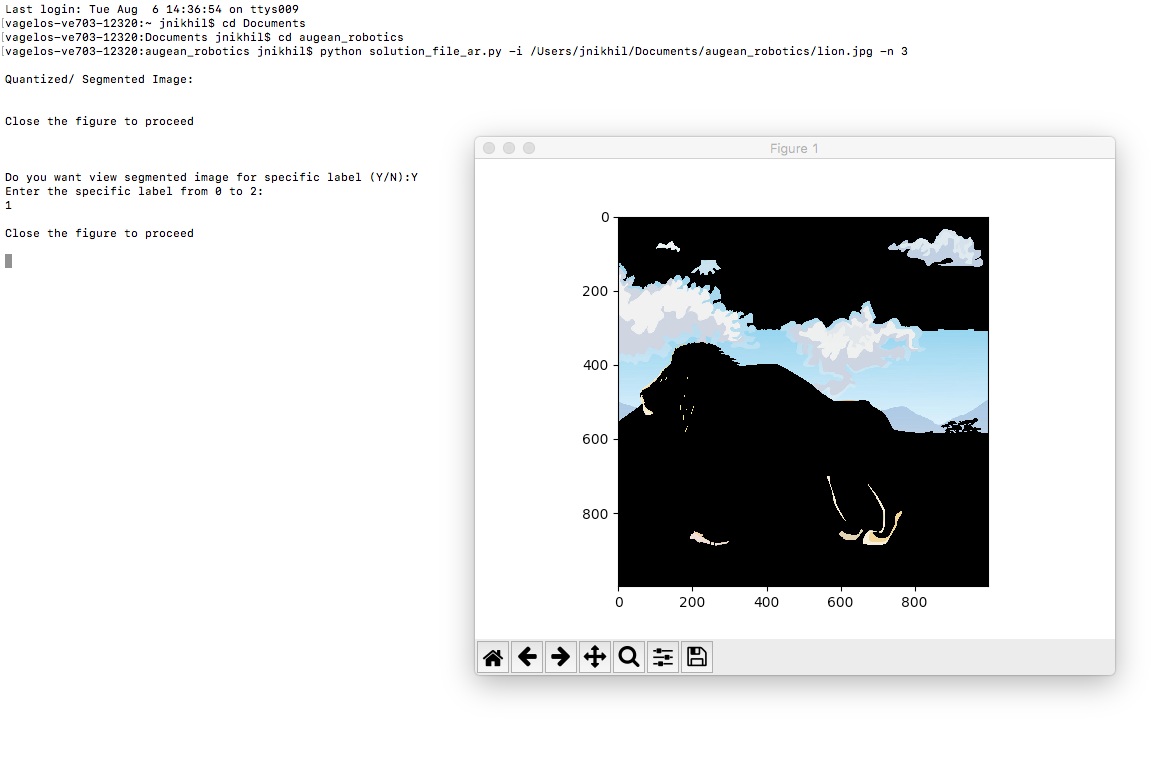 Last login: Tue Aug  6 14:36:54 on ttys009
[vagelos-ve703-12320:~ jnikhil$ cd Documents
[vagelos-ve703-12320:Documents jnikhil$ cd augean_robotics
[vagelos-ve703-12320:augean_robotics jnikhil$ python solution_file_ar.py -i /Users/jnikhil/Documents/augean_robotics/lion.jpg -n 3
Quantized/ Segmented Image:
Close the figure to proceed
Do you want view segmented image for specific label (Y/N):Y
Enter the specific label from 0 to 2:
1
Close the figure to proceed
Figure 1
0
200
400
600
800
0 200 400 600 800